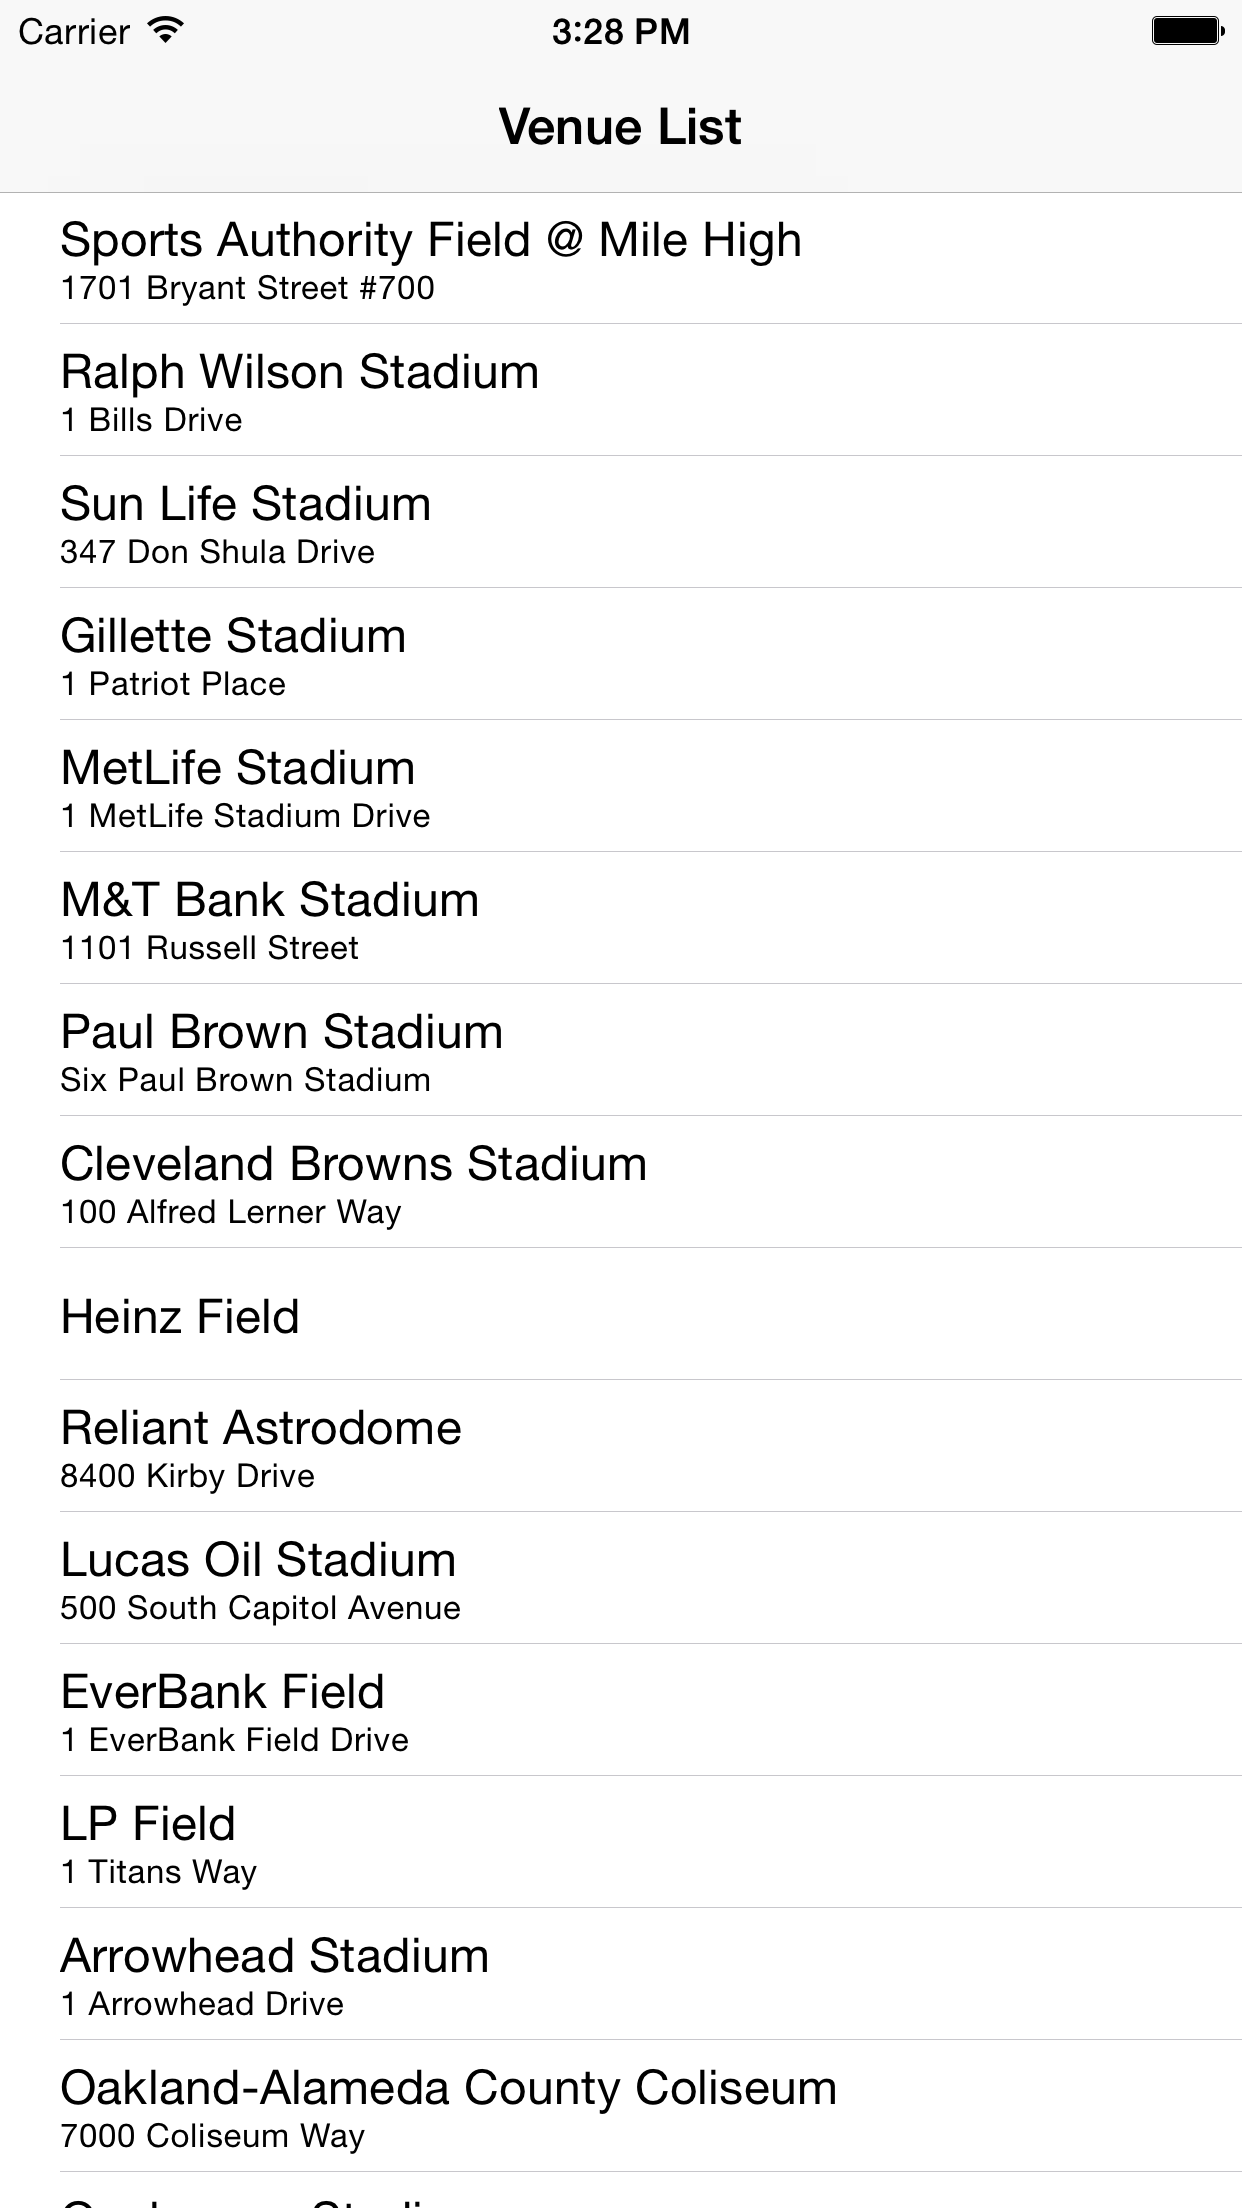 Carrier 3:28 PM
Venue List
Sports Authority Field @ Mile High
1701 Bryant Street #700
Ralph Wilson Stadium
1 Bills Drive
Sun Life Stadium
347 Don Shula Drive
Gillette Stadium
1 Patriot Place
MetLife Stadium
1 MetLife Stadium Drive
M&T Bank Stadium
1101 Russell Street
Paul Brown Stadium
Six Paul Brown Stadium
Cleveland Browns Stadium
100 Alfred Lerner Way
Heinz Field
Reliant Astrodome
8400 Kirby Drive
Lucas Oil Stadium
500 South Capitol Avenue
EverBank Field
1 EverBank Field Drive
LP Field
1 Titans Way
Arrowhead Stadium
1 Arrowhead Drive
Oakland-Alameda County Coliseum
7000 Coliseum Way